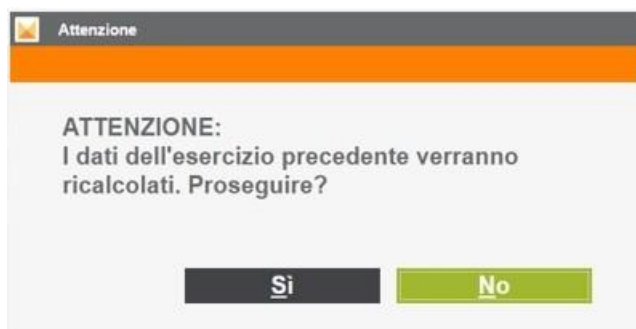 Attenzione
ATTENZIONE:
I dati dell'esercizio precedente verranno
ricalcolati. Proseguire?
Sì
No